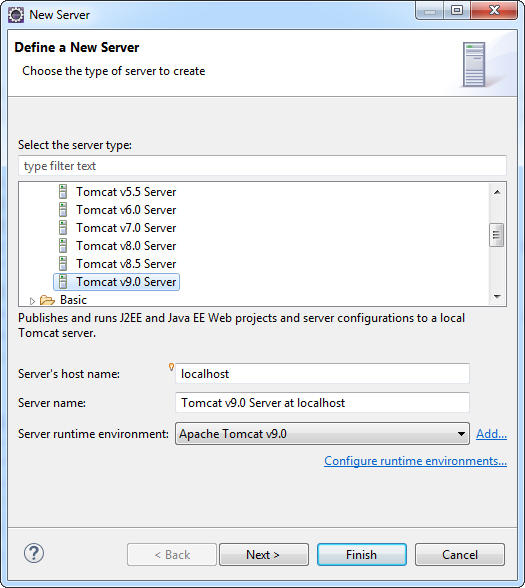 New Server
Define a New Server
Choose the type of server to create
Select the server type:
type filter text
Tomcat v5.5 Server
Tomcat v6.0 Server
Tomcat v7.0 Server
Tomcat v8.0 Server
Tomcat v8.5 Server
Tomcat v9.0 Server
Basic
Publishes and runs J2EE and Java EE Web projects and server configurations to a local
Tomcat server.
Server's host name: localhost
Server name: Tomcat v9.0 Server at localhost
Server runtime environment: Apache Tomcat v9.0 Add...
Configure runtime environments...
? < Back Next > Finish Cancel